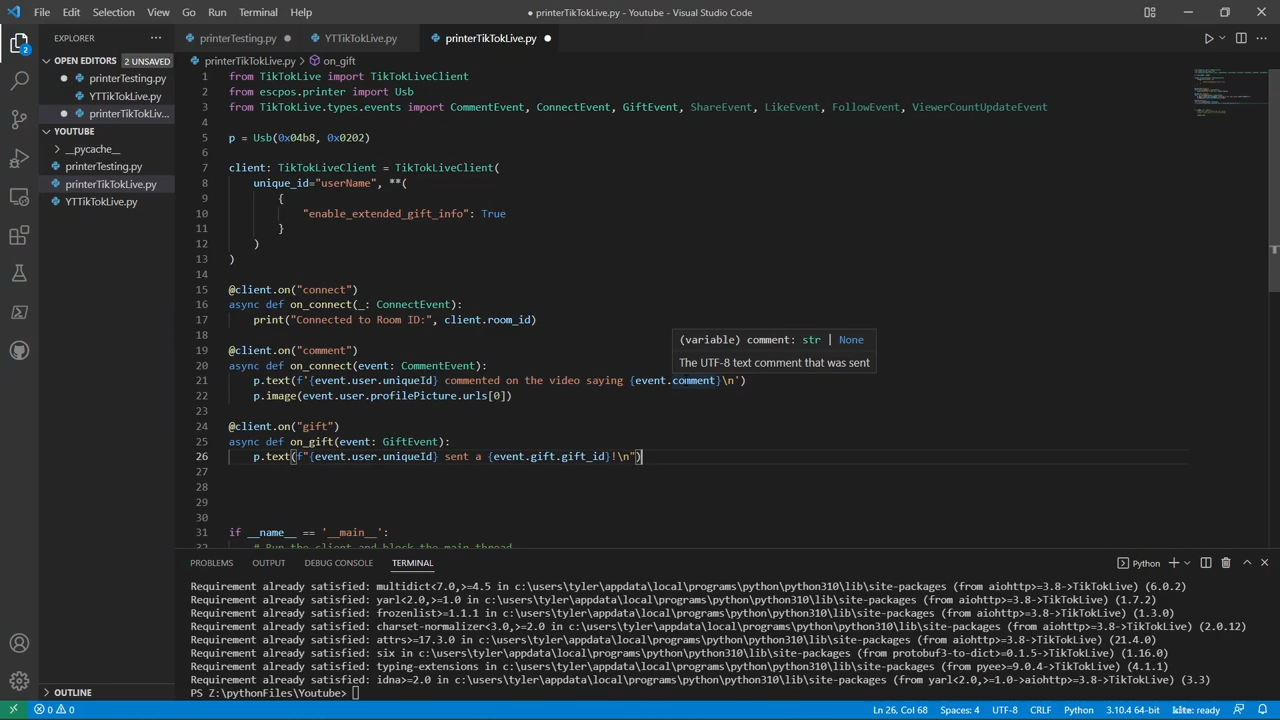 File Edit Selection View Go Run Terminal Help
● printerTikTokLive.py - Youtube - Visual Studio Code
EXPLORER
OPEN EDITORS 2 UNSAVED
printerTesting.py
YTTikTokLive.py
printerTikTokLiv...
YOUTUBE
__pycache__
printerTesting.py
printerTikTokLive.py
YTTikTokLive.py
OUTLINE
2
printerTesting.py YTTikTokLive.py printerTikTokLive.py
printerTikTokLive.py > on_gift
1 from TikTokLive import TikTokLiveClient
2 from escpos.printer import Usb
3 from TikTokLive.types.events import CommentEvent, ConnectEvent, GiftEvent, ShareEvent, LikeEvent, FollowEvent, ViewerCountUpdateEvent
4
5 p = Usb(0x04b8, 0x0202)
6
7 client: TikTokLiveClient = TikTokLiveClient(
8 unique_id="userName", **(
9 {
10 "enable_extended_gift_info": True
11 }
12 )
13 )
14
15 @client.on("connect")
16 async def on_connect(_: ConnectEvent):
17 print("Connected to Room ID:", client.room_id)
18
19 @client.on("comment")
20 async def on_connect(event: CommentEvent):
21 p.text(f'{event.user.uniqueId} commented on the video saying {event.comment}\n')
22 p.image(event.user.profilePicture.urls[0])
23
24 @client.on("gift")
25 async def on_gift(event: GiftEvent):
26 p.text(f"{event.user.uniqueId} sent a {event.gift.gift_id}!\n")
27
28
29
30
31 if __name__ == '__main__':
32 # Run the client and block the main thread
(variable) comment: str | None
The UTF-8 text comment that was sent
PROBLEMS OUTPUT DEBUG CONSOLE TERMINAL
Python
Requirement already satisfied: multidict<7.0,>=4.5 in c:\users\tyler\appdata\local\programs\python\python310\lib\site-packages (from aiohttp>=3.8->TikTokLive) (6.0.2)
Requirement already satisfied: yarl<2.0,>=1.0 in c:\users\tyler\appdata\local\programs\python\python310\lib\site-packages (from aiohttp>=3.8->TikTokLive) (1.7.2)
Requirement already satisfied: frozenlist>=1.1.1 in c:\users\tyler\appdata\local\programs\python\python310\lib\site-packages (from aiohttp>=3.8->TikTokLive) (1.3.0)
Requirement already satisfied: charset-normalizer<3.0,>=2.0 in c:\users\tyler\appdata\local\programs\python\python310\lib\site-packages (from aiohttp>=3.8->TikTokLive) (2.0.12)
Requirement already satisfied: attrs>=17.3.0 in c:\users\tyler\appdata\local\programs\python\python310\lib\site-packages (from aiohttp>=3.8->TikTokLive) (21.4.0)
Requirement already satisfied: six in c:\users\tyler\appdata\local\programs\python\python310\lib\site-packages (from protobuf3-to-dict>=0.1.5->TikTokLive) (1.16.0)
Requirement already satisfied: typing-extensions in c:\users\tyler\appdata\local\programs\python\python310\lib\site-packages (from pyee>=9.0.4->TikTokLive) (4.1.1)
Requirement already satisfied: idna>=2.0 in c:\users\tyler\appdata\local\programs\python\python310\lib\site-packages (from yarl<2.0,>=1.0->aiohttp>=3.8->TikTokLive) (3.3)
PS Z:\pythonFiles\Youtube>
0 0 Ln 26, Col 68 Spaces: 4 UTF-8 CRLF Python 3.10.4 64-bit kite: ready